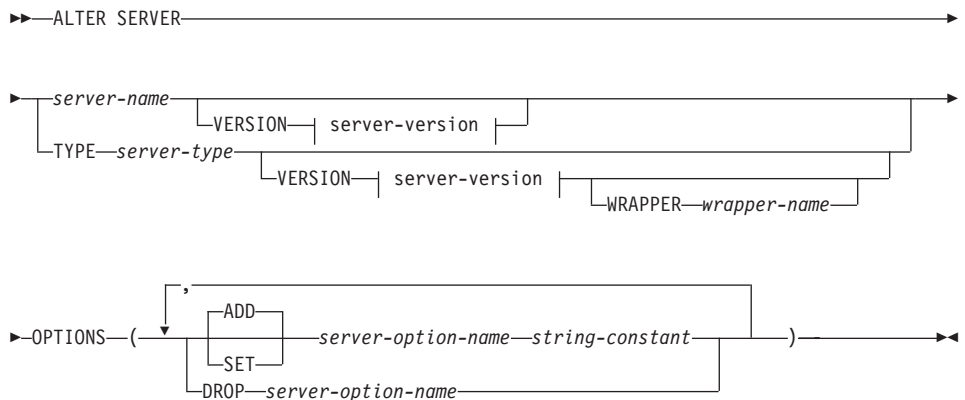 ALTER SERVER
server-name
VERSION server-version
TYPE server-type
VERSION server-version
WRAPPER wrapper-name
,
ADD
OPTIONS ( server-option-name string-constant )
SET
DROP server-option-name